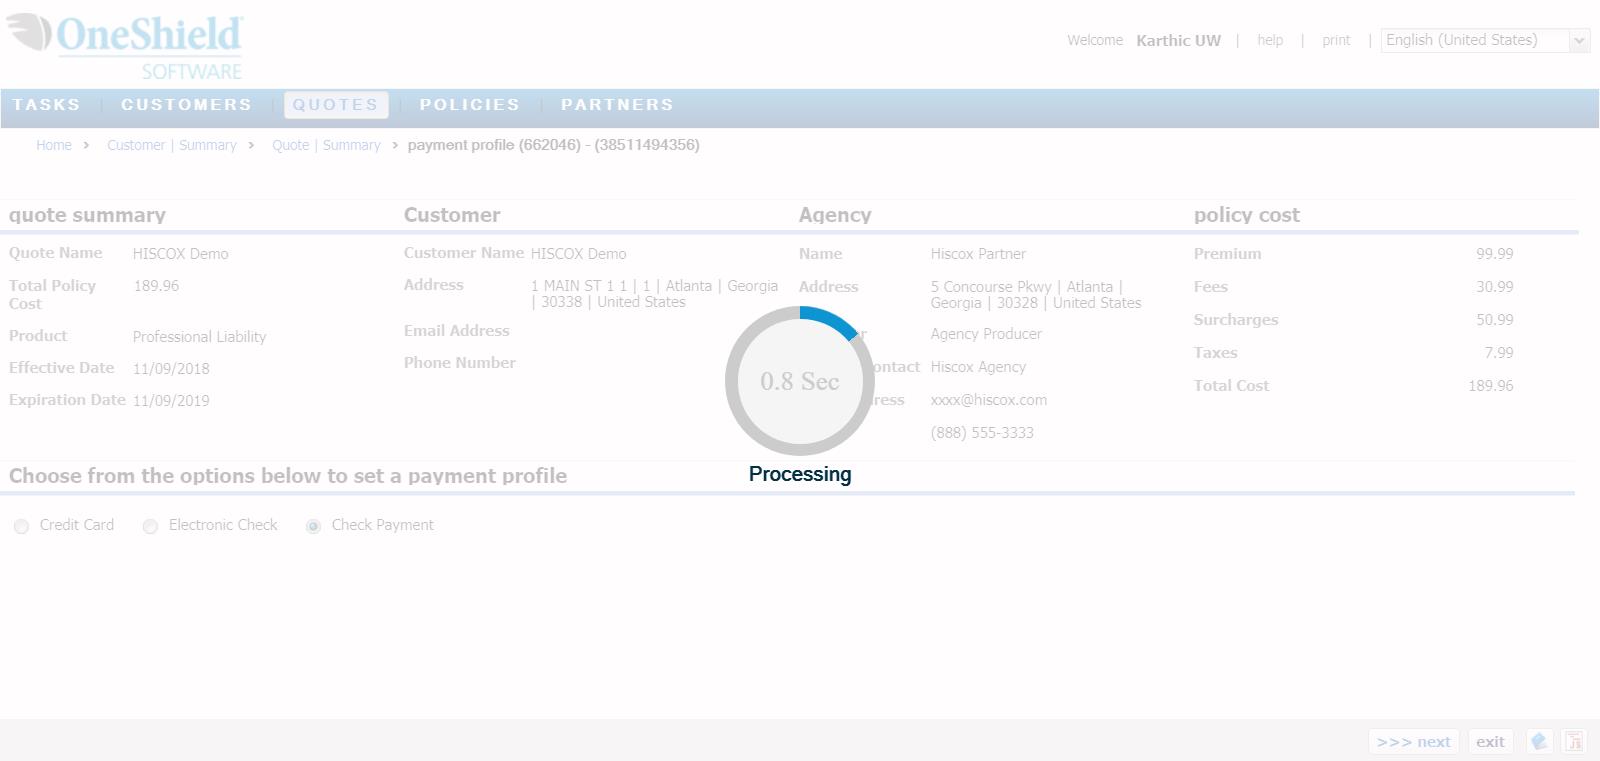 OneShield
SOFTWARE
Welcome Karthic UW | help | print | English (United States)
TASKS | CUSTOMERS | QUOTES | POLICIES | PARTNERS
Home > Customer | Summary > Quote | Summary > payment profile (662046) - (38511494356)
quote summary
Quote Name HISCOX Demo
Total Policy Cost 189.96
Product Professional Liability
Effective Date 11/09/2018
Expiration Date 11/09/2019
Customer
Customer Name HISCOX Demo
Address 1 MAIN ST 1 1 | 1 | Atlanta | Georgia
| 30338 | United States
Email Address
Phone Number
Agency
Name Hiscox Partner
Address 5 Concourse Pkwy | Atlanta |
Georgia | 30328 | United States
Agency Producer
Hiscox Agency
xxxx@hiscox.com
(888) 555-3333
policy cost
Premium 99.99
Fees 30.99
Surcharges 50.99
Taxes 7.99
Total Cost 189.96
0.8 Sec
Processing
Choose from the options below to set a payment profile
Credit Card Electronic Check Check Payment
>>> next exit